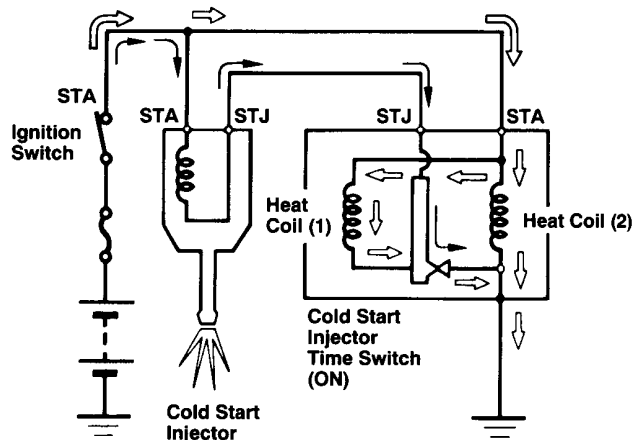 STA
Ignition
Switch
STA
STJ
STJ
STA
Heat
Coil (1)
Heat Coil (2)
Cold Start
Injector
Time Switch
(ON)
Cold Start
Injector